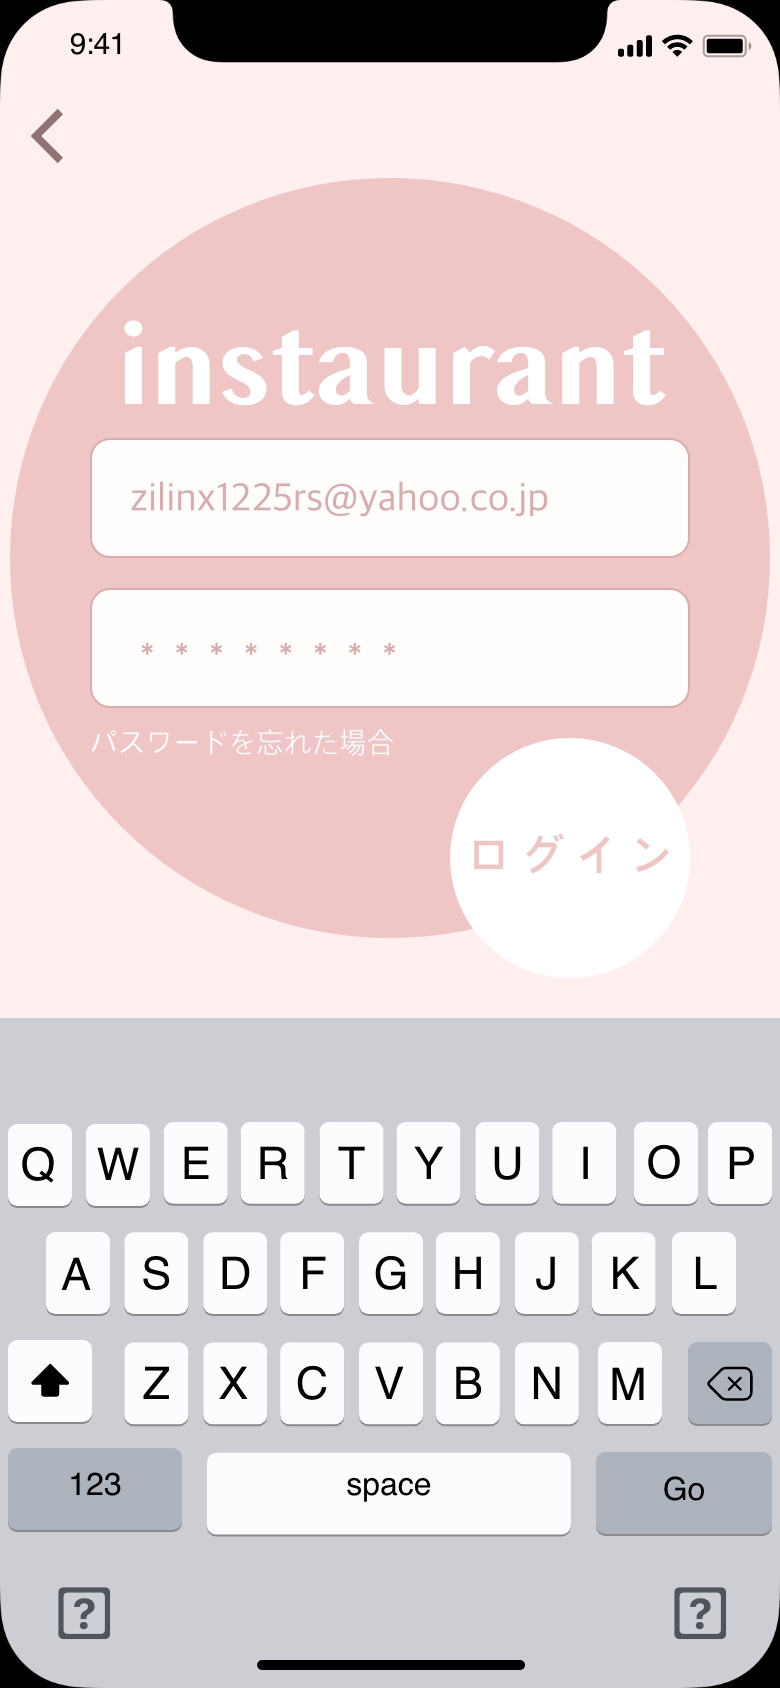 9:41
instaurant
zilinx1225rs@yahoo.co.jp
* * * * * * * *
パスワードを忘れた場合
ログイン
Q W E R T Y U I O P
A S D F G H J K L
Z X C V B N M
123 space Go
? ?